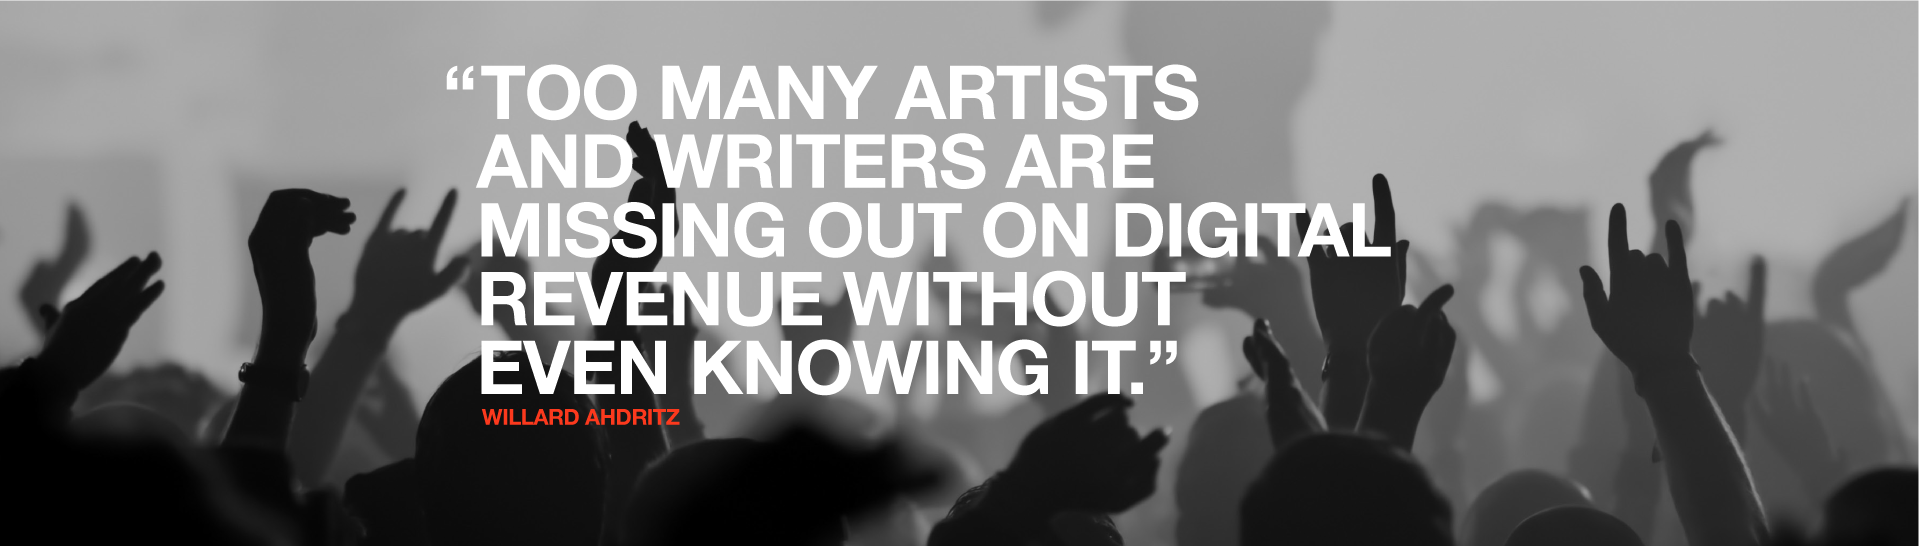 “TOO MANY ARTISTS
AND WRITERS ARE
MISSING OUT ON DIGITAL
REVENUE WITHOUT
EVEN KNOWING IT.”
WILLARD AHDRITZ